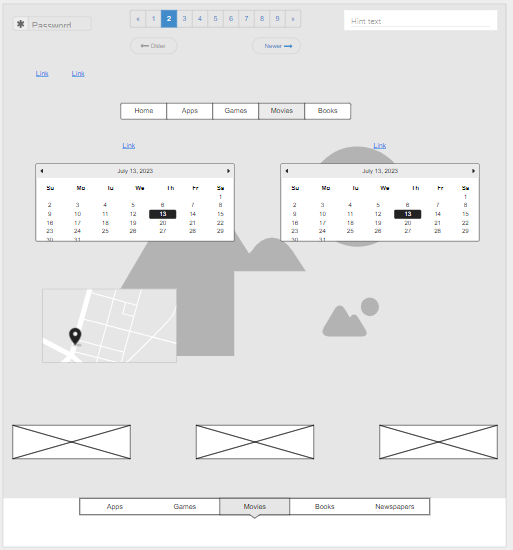 ✱ Password
« 1 2 3 4 5 6 7 8 9 »
Hint text
← Older
Newer →
Link Link
Home Apps Games Movies Books
Link
Link
July 13, 2023
Su Mo Tu We Th Fr Sa
1
2 3 4 5 6 7 8
9 10 11 12 13 14 15
16 17 18 19 20 21 22
23 24 25 26 27 28 29
30 31
July 13, 2023
Su Mo Tu We Th Fr Sa
1
2 3 4 5 6 7 8
9 10 11 12 13 14 15
16 17 18 19 20 21 22
23 24 25 26 27 28 29
30 31
Apps Games Movies Books Newspapers